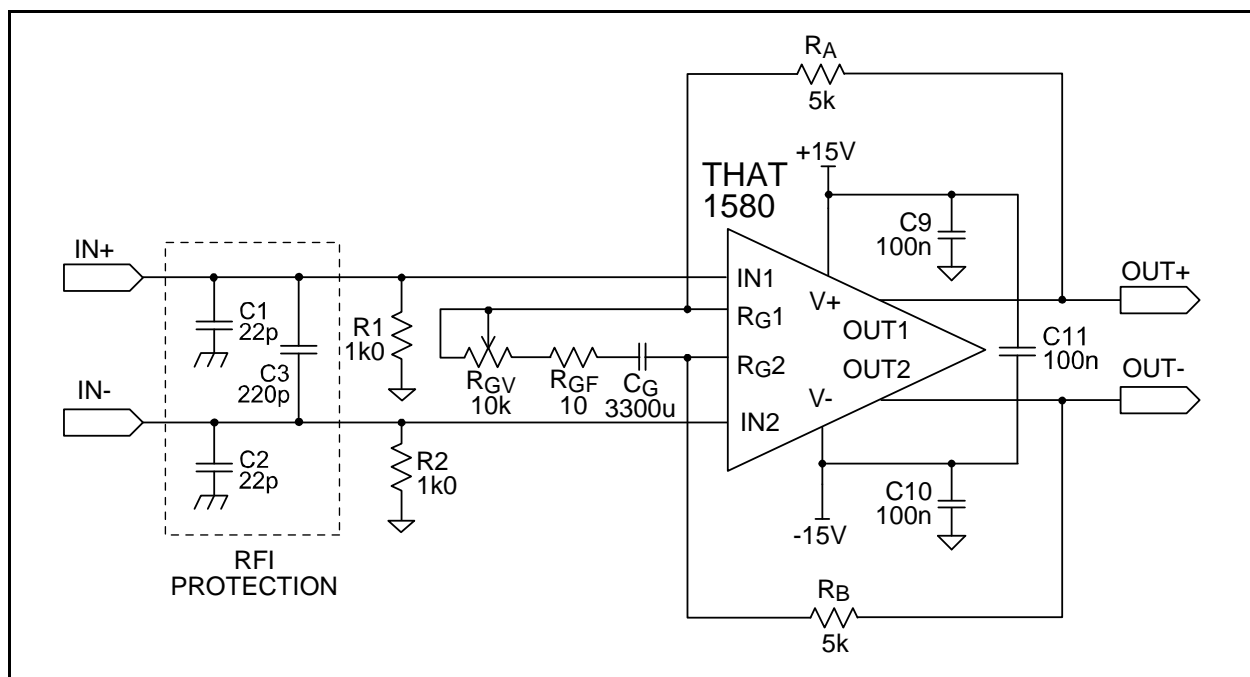 RA
5k
+15V
THAT
1580
C9
100n
IN+
IN1
C1
22p
R1
1k0
RG1
V+
OUT1
OUT+
C3
220p
RGV
10k
RGF
10
CG
3300u
RG2
OUT2
C11
100n
IN-
V-
OUT-
IN2
C2
22p
R2
1k0
C10
100n
-15V
RFI
PROTECTION
RB
5k